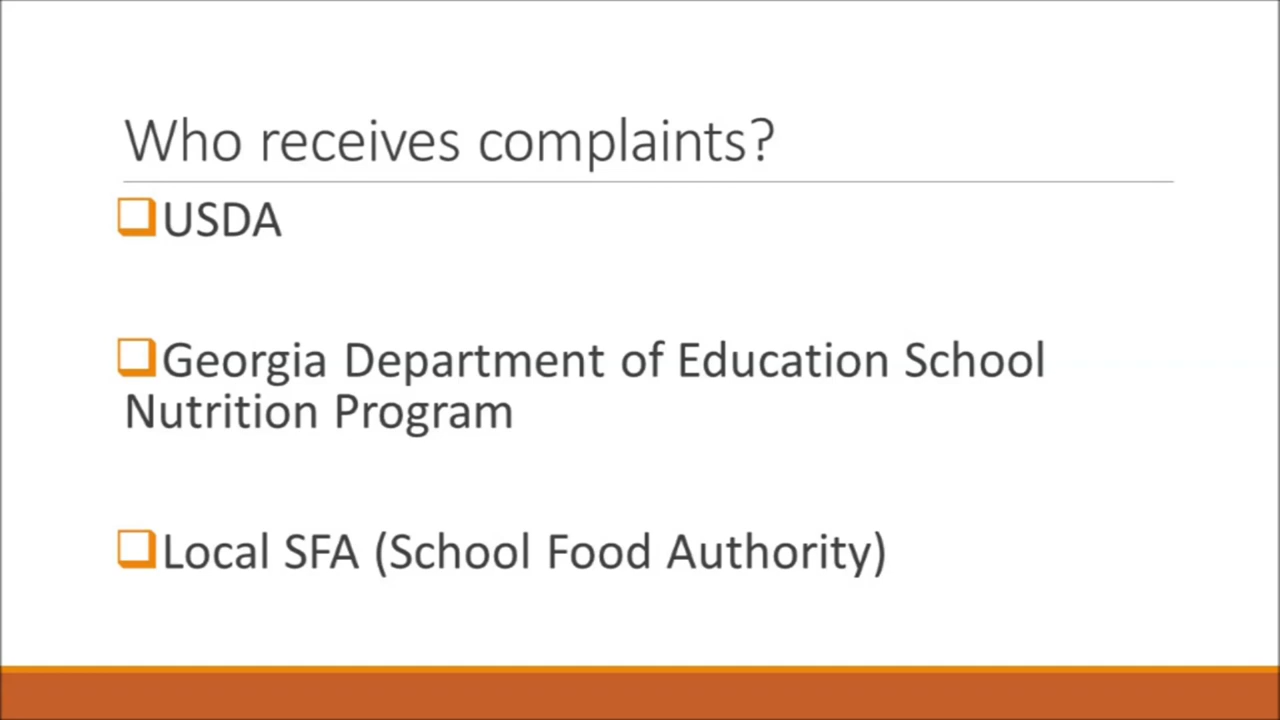 Who receives complaints?
USDA
Georgia Department of Education School
Nutrition Program
Local SFA (School Food Authority)